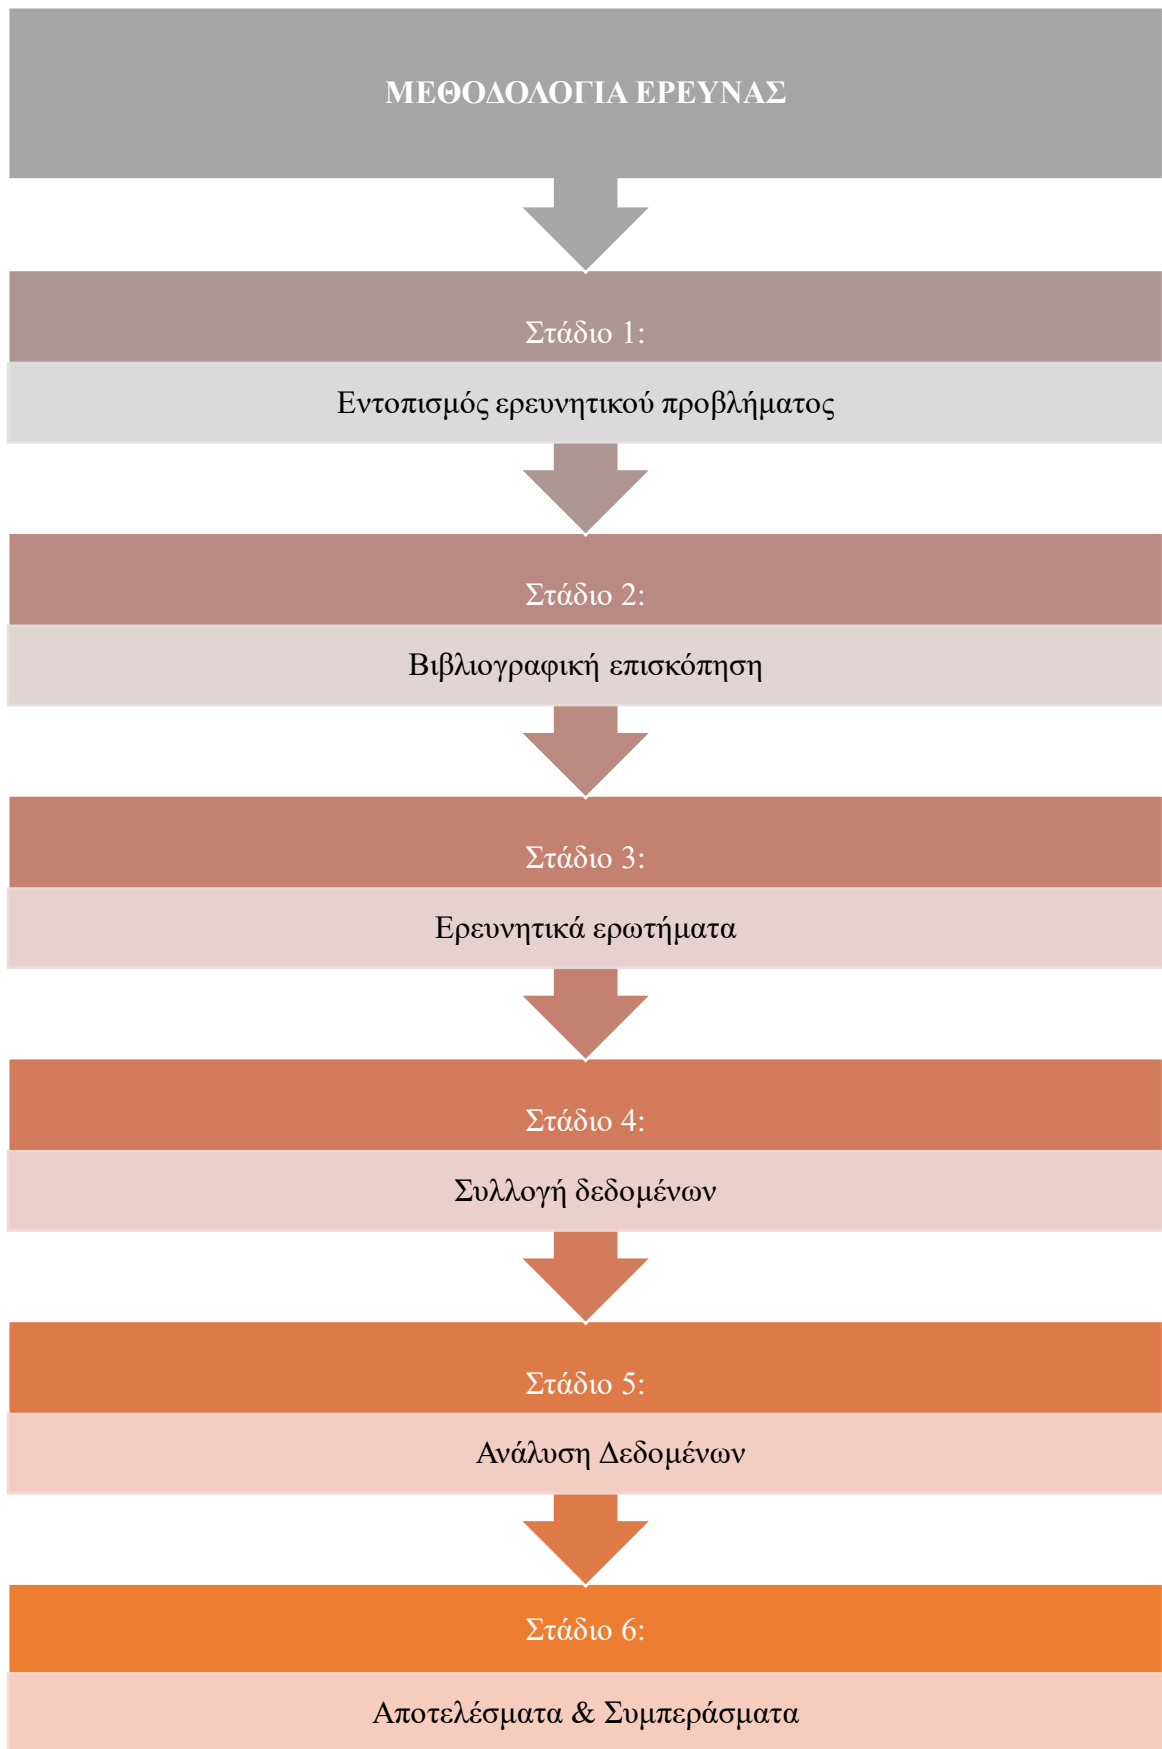 ΜΕΘΟΔΟΛΟΓΙΑ ΕΡΕΥΝΑΣ
Στάδιο 1:
Εντοπισμός ερευνητικού προβλήματος
Στάδιο 2:
Βιβλιογραφική επισκόπηση
Στάδιο 3:
Ερευνητικά ερωτήματα
Στάδιο 4:
Συλλογή δεδομένων
Στάδιο 5:
Ανάλυση Δεδομένων
Στάδιο 6:
Αποτελέσματα & Συμπεράσματα